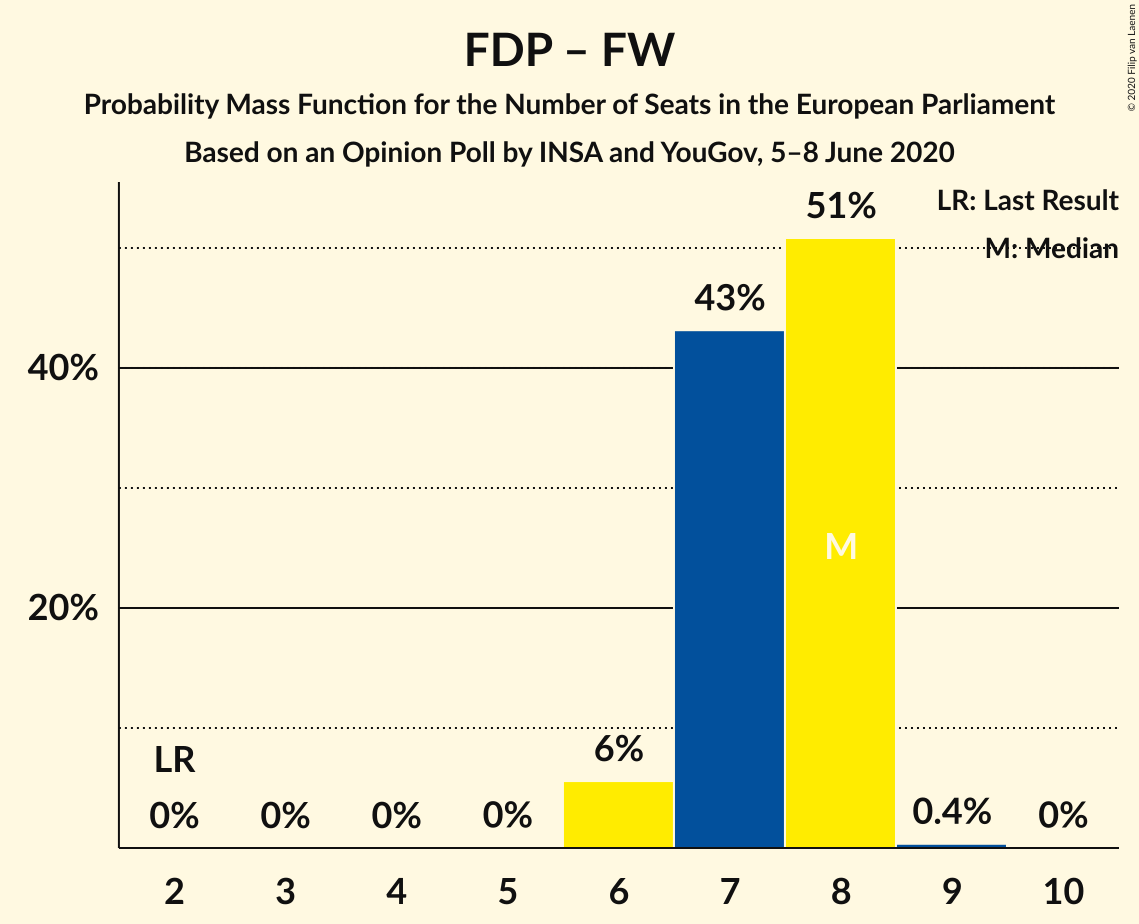 FDP – FW
Probability Mass Function for the Number of Seats in the European Parliament
Based on an Opinion Poll by INSA and YouGov, 5–8 June 2020
© 2020 Filip van Laenen
LR: Last Result
M: Median
51%
43%
40%
M
20%
6%
LR
0% 0% 0% 0% 0.4% 0%
2 3 4 5 6 7 8 9 10